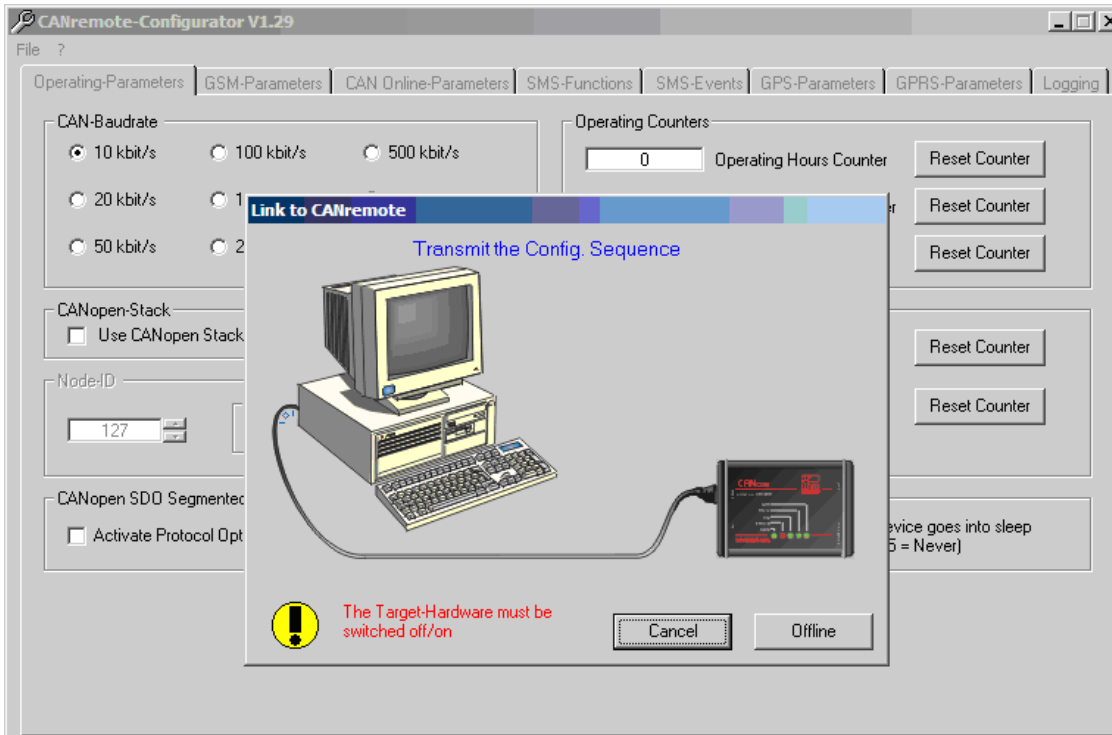 CANremote-Configurator V1.29
File ?
Operating-Parameters GSM-Parameters CAN Online-Parameters SMS-Functions SMS-Events GPS-Parameters GPRS-Parameters Logging
CAN-Baudrate
10 kbit/s 100 kbit/s 500 kbit/s
20 kbit/s 1
50 kbit/s 2
Operating Counters
0 Operating Hours Counter Reset Counter
Reset Counter
Reset Counter
CANopen-Stack
Use CANopen Stack
Reset Counter
Node-ID
127
Reset Counter
CANopen SDO Segmented
Activate Protocol Opt
evice goes into sleep
5 = Never)
Link to CANremote
Transmit the Config. Sequence
The Target-Hardware must be
switched off/on
Cancel Offline